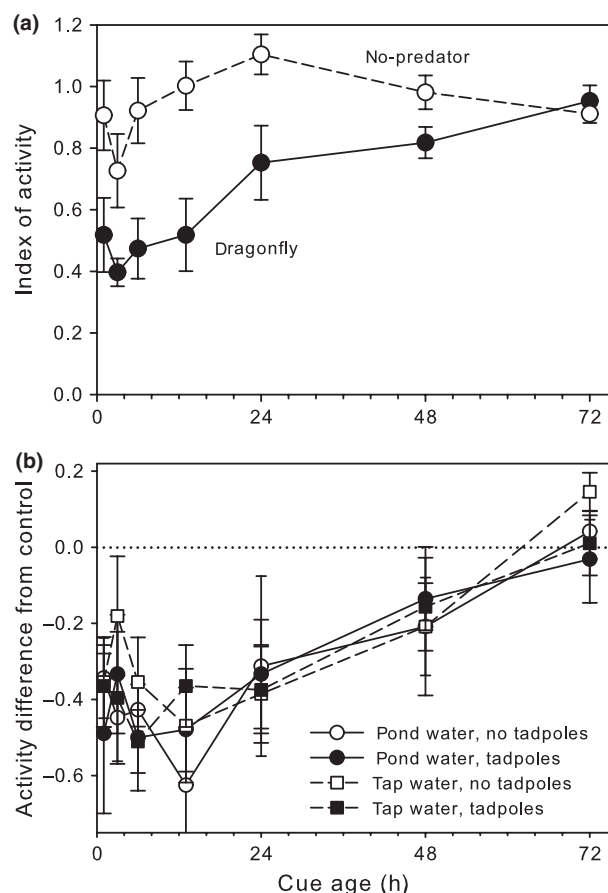 (a)
1.2
1.0
0.8
0.6
0.4
0.2
0.0
Index of activity
No-predator
Dragonfly
0
24
48
72
(b)
0.2
0.0
−0.2
−0.4
−0.6
Activity difference from control
Pond water, no tadpoles
Pond water, tadpoles
Tap water, no tadpoles
Tap water, tadpoles
0
24
48
72
Cue age (h)